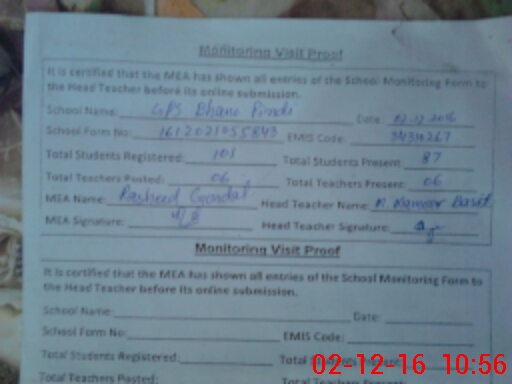 Monitoring Visit Proof
It is certified that the MEA has shown all entries of the School Monitoring Form to
the Head Teacher before its online submission.
School Name: GPS Bhano Pindi Date: 02.12.2016
School Form No: 1612021055843 EMIS Code: 34310267
Total Students Registered: 101 Total Students Present: 87
Total Teachers Posted: 06 Total Teachers Present: 06
MEA Name: Rasheed Gondal Head Teacher Name: M. Manzoor Basit
MEA Signature: Head Teacher Signature:
Monitoring Visit Proof
It is certified that the MEA has shown all entries of the School Monitoring Form to
the Head Teacher before its online submission.
School Name: Date:
School Form No: EMIS Code:
Total Students Registered: Total
Total Teachers Posted:
02-12-16 10:56